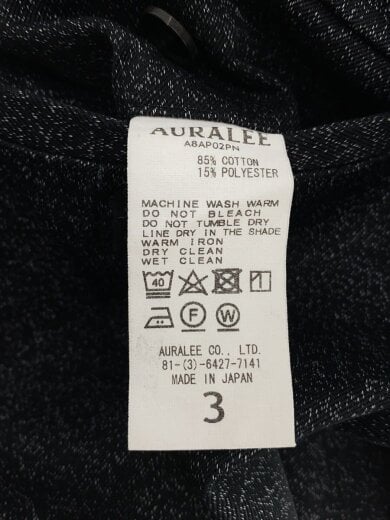 AURALEE
A8AP02PN
85% COTTON
15% POLYESTER
MACHINE WASH WARM
DO NOT BLEACH
DO NOT TUMBLE DRY
LINE DRY IN THE SHADE
WARM IRON
DRY CLEAN
WET CLEAN
40
F W
AURALEE CO., LTD.
81-(3)-6427-7141
MADE IN JAPAN
3